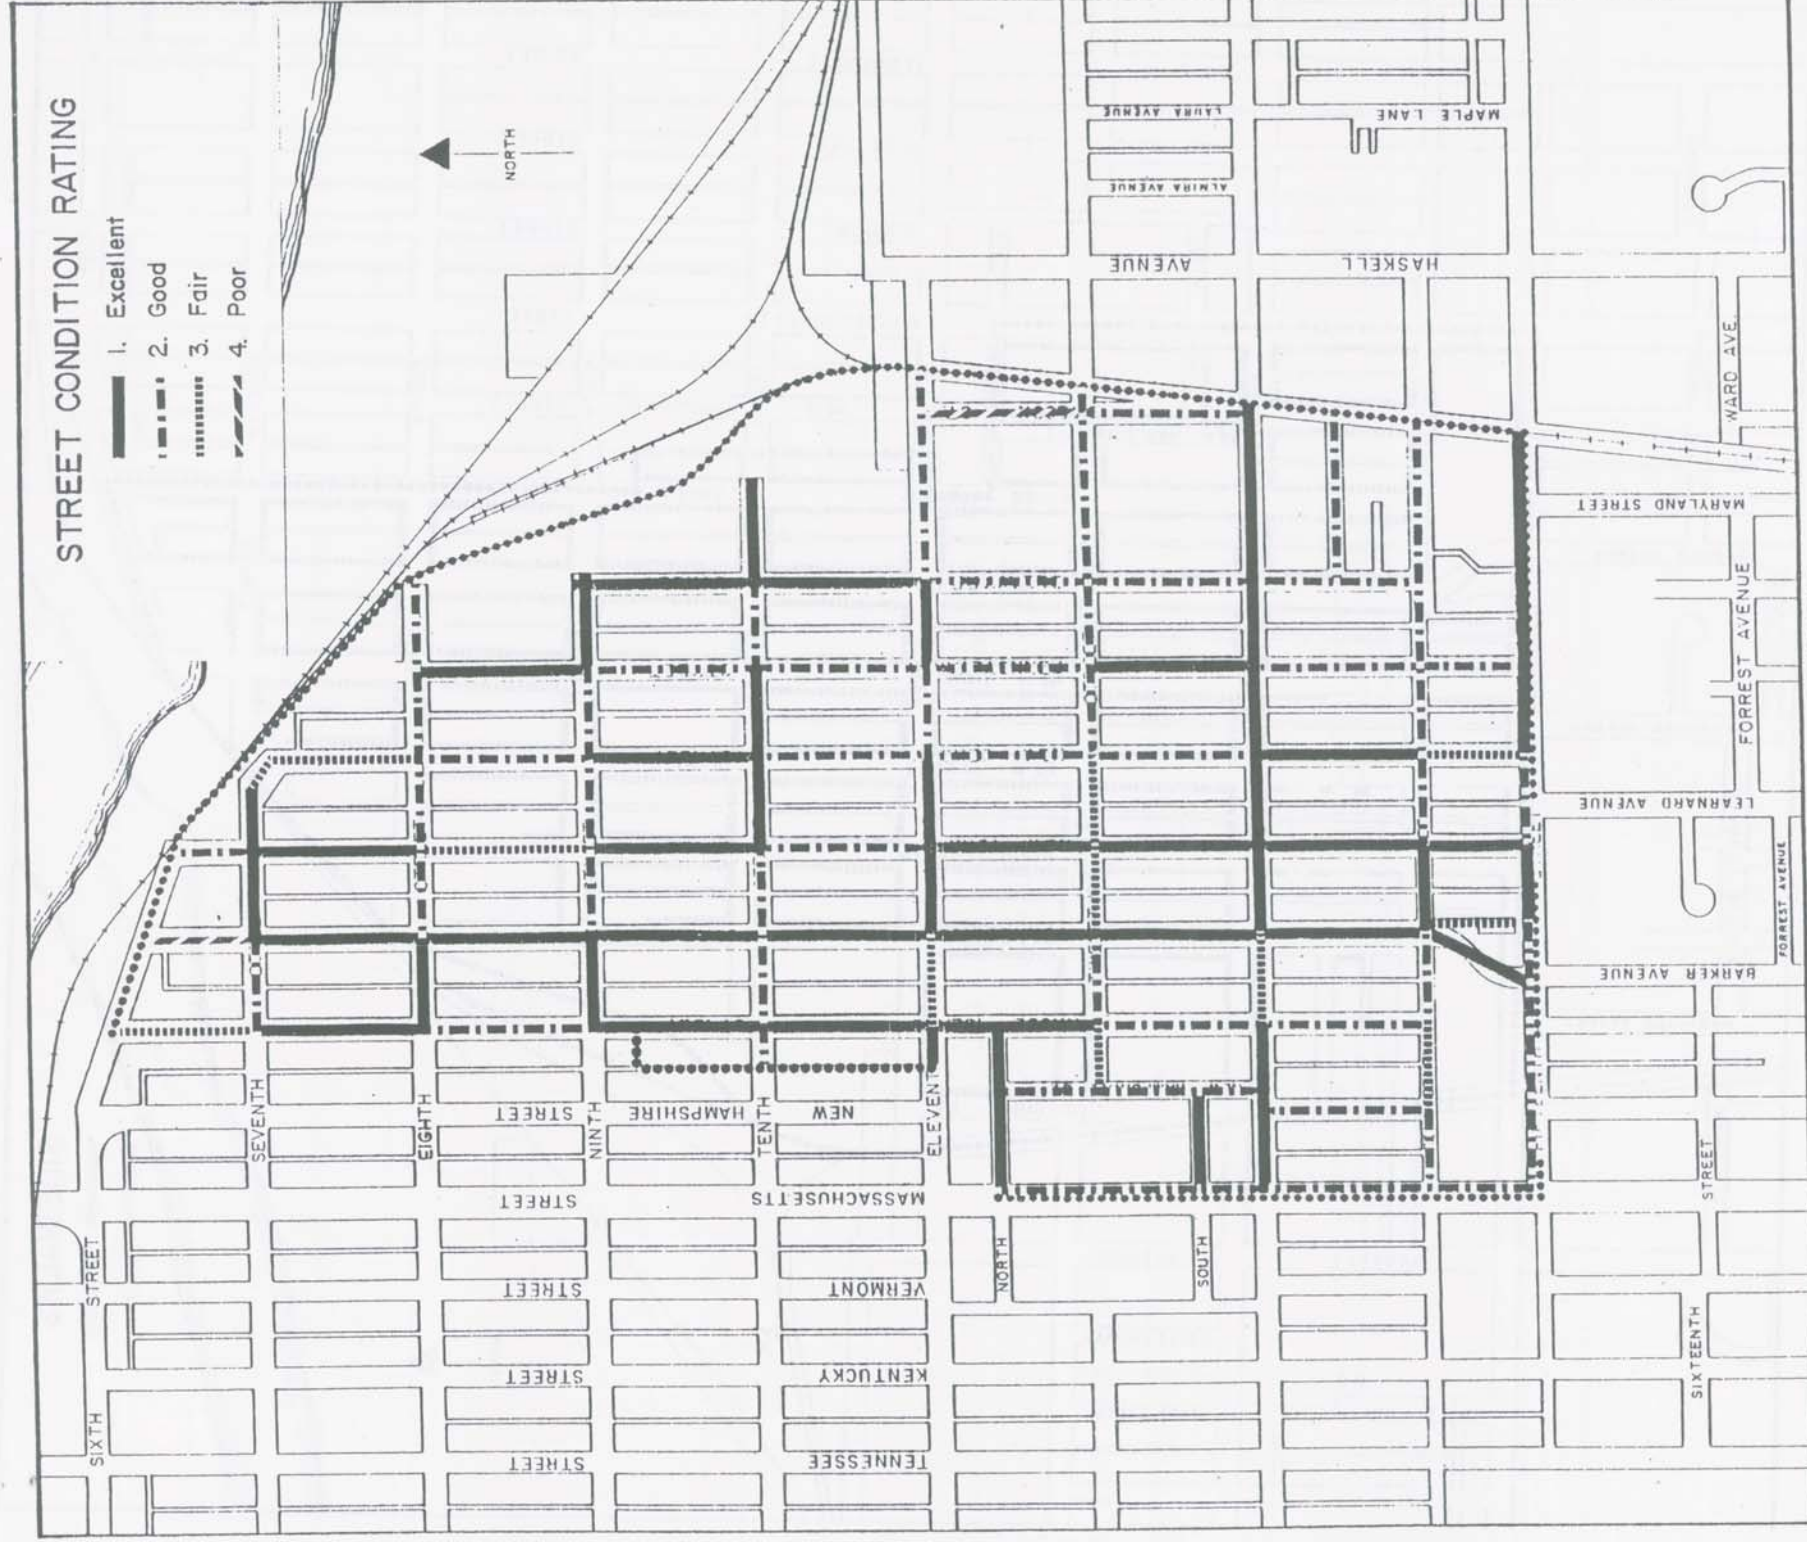 STREET CONDITION RATING
1. Excellent
2. Good
3. Fair
4. Poor
NORTH
LAURA AVENUE
MAPLE LANE
ALMIRA AVENUE
AVENUE
HASKELL
WARD AVE.
MARYLAND STREET
FORREST AVENUE
LEARNARD AVENUE
FORREST AVENUE
BARKER AVENUE
SEVENTH
EIGHTH
NINTH
TENTH
ELEVENT
STREET
HAMPSHIRE
NEW
STREET
MASSACHUSETTS
STREET
VERMONT
STREET
KENTUCKY
STREET
TENNESSEE
SIXTH
STREET
NORTH
SOUTH
SIXTEENTH
STREET